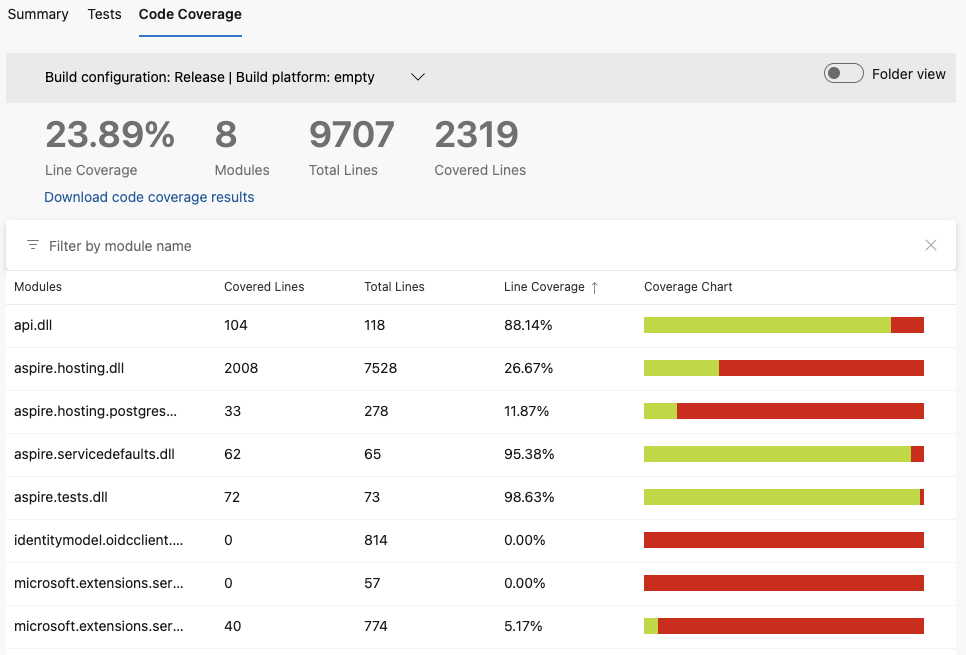 Summary Tests Code Coverage
Build configuration: Release | Build platform: empty Folder view
23.89% 8 9707 2319
Line Coverage Modules Total Lines Covered Lines
Download code coverage results
Filter by module name
Modules Covered Lines Total Lines Line Coverage ↑ Coverage Chart
api.dll 104 118 88.14%
aspire.hosting.dll 2008 7528 26.67%
aspire.hosting.postgres... 33 278 11.87%
aspire.servicedefaults.dll 62 65 95.38%
aspire.tests.dll 72 73 98.63%
identitymodel.oidcclient.... 0 814 0.00%
microsoft.extensions.ser... 0 57 0.00%
microsoft.extensions.ser... 40 774 5.17%